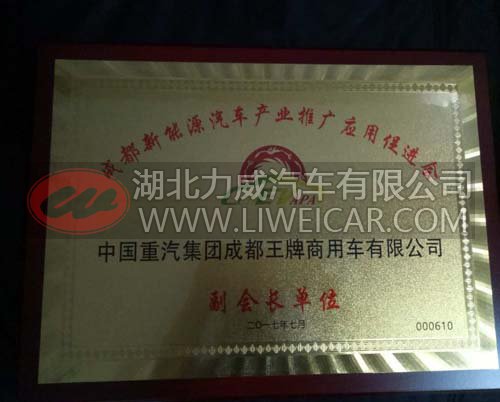 成都新能源汽车产业推广应用促进会
湖北力威汽车有限公司
WWW.LIWEICAR.COM
中国重汽集团成都王牌商用车有限公司
副会长单位
二〇一七年七月
000610